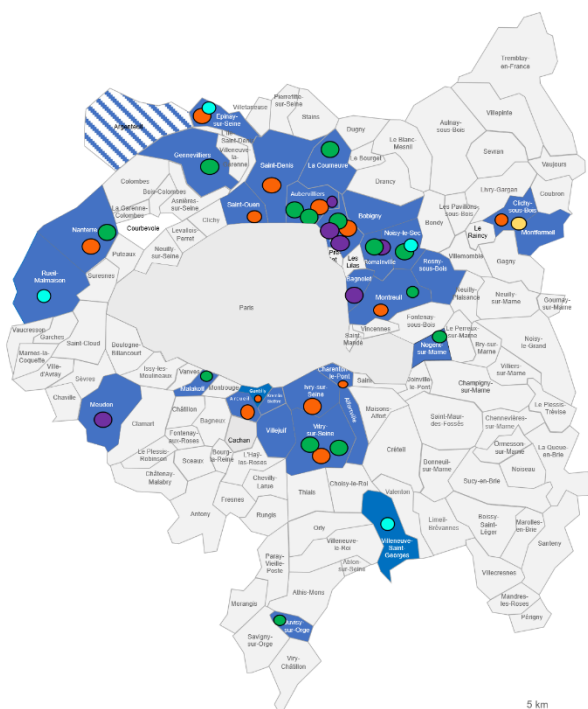 Tremblay-
en-France
Pierrefitte-
sur-Seine
Villetaneuse
Stains
Epinay-
sur-Seine
Dugny
Aulnay-
sous-Bois
Villepinte
Argenteuil
L'Ile
Saint-Denis
Villeneuve-
la-
Garenne
Saint-Denis
La Courneuve
Le Bourget
Le Blanc-
Mesnil
Sevran
Vaujours
Gennevilliers
Colombes
Bois-Colombes
Asnières-
sur-Seine
La Garenne-
Colombes
Clichy
Saint-Ouen
Aubervilliers
Drancy
Livry-Gargan
Coubron
Clichy-
sous-Bois
Bobigny
Les Pavillons-
sous-Bois
Nanterre
Courbevoie
Levallois-
Perret
Bondy
Le
Raincy
Montfermeil
Noisy-le-Sec
Puteaux
Neuilly-
sur-Seine
Les
Lilas
Romainville
Villemomble
Gagny
Rosny-
sous-Bois
Rueil-
Malmaison
Suresnes
Bagnolet
Montreuil
Neuilly-
Plaisance
Neuilly-
sur-Marne
Gournay-
sur-Marne
Paris
Vaucresson
Garches
Saint-Cloud
Boulogne-
Billancourt
Marnes-la-
Coquette
Ville-
d'Avray
Saint-
Mandé
Vincennes
Fontenay-
sous-Bois
Le Perreux-
sur-Marne
Nogent-
sur-Marne
Bry-sur-
Marne
Noisy-
le-Grand
Sèvres
Chaville
Issy-les-
Moulineaux
Vanves
Malakoff
Montrouge
Gentilly
Arcueil
Charenton-
le-Pont
Joinville-le-
Pont
Villiers-
sur-Marne
Champigny-
sur-Marne
Le Plessis-
Trévise
Meudon
Clamart
Châtillon
Bagneux
Fontenay-
aux-Roses
Cachan
Villejuif
Ivry-sur-
Seine
Vitry-
sur-Seine
Alfortville
Maisons-
Alfort
Saint-Maur-
des-Fossés
Chennevières-
sur-Marne
Ormesson-
sur-Marne
La Queue-
en-Brie
Le Plessis-
Robinson
Sceaux
Bourg-
la-Reine
L'Haÿ-
les-Roses
Chevilly-
Larue
Créteil
Bonneuil-
sur-Marne
Noiseau
Châtenay-
Malabry
Antony
Fresnes
Rungis
Thiais
Choisy-le-Roi
Valenton
Sucy-en-Brie
Limeil-
Brévannes
Boissy-
Saint-
Léger
Marolles-
en-Brie
Santeny
Orly
Villeneuve-
le-Roi
Villeneuve-
Saint
Georges
Paray-
Vieille-
Poste
Ablon-
sur-Seine
Villecresnes
Mandres-
les-Roses
Périgny
Athis-Mons
Morangis
Juvisy-
sur-Orge
Savigny-
sur-Orge
Viry-
Châtillon
5 km